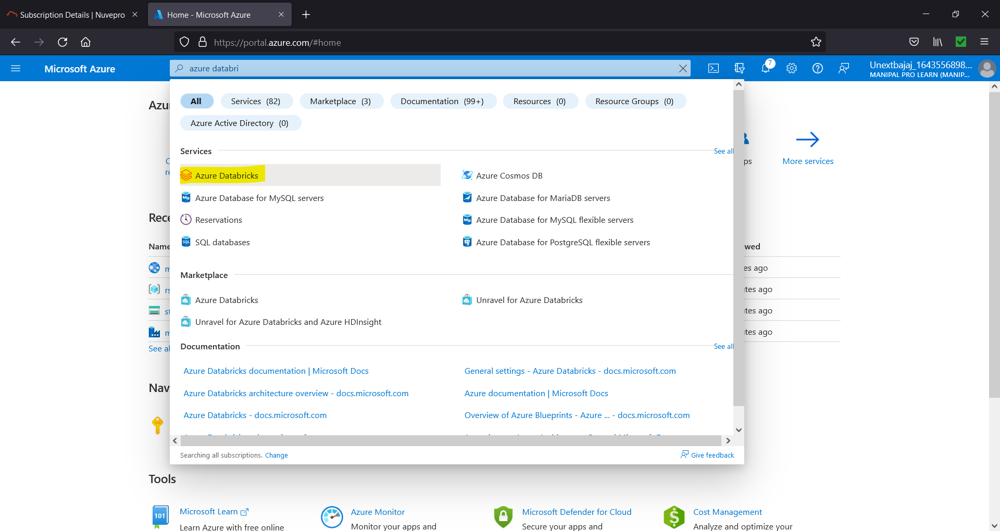 Subscription Details | Nuvepro
Home - Microsoft Azure
https://portal.azure.com/#home
Microsoft Azure
azure databri
7
Unextbajaj_1643556898...
MANIPAL PRO LEARN (MANIP...
Azu
All
Services (82)
Marketplace (3)
Documentation (99+)
Resources (0)
Resource Groups (0)
Azure Active Directory (0)
Services
See all
Azure Databricks
Azure Cosmos DB
Azure Database for MySQL servers
Azure Database for MariaDB servers
Reservations
Azure Database for MySQL flexible servers
SQL databases
Azure Database for PostgreSQL flexible servers
Marketplace
Azure Databricks
Unravel for Azure Databricks
Unravel for Azure Databricks and Azure HDInsight
Documentation
See all
Azure Databricks documentation | Microsoft Docs
General settings - Azure Databricks - docs.microsoft.com
Azure Databricks architecture overview - docs.microsoft.com
Azure documentation | Microsoft Docs
Azure Databricks - docs.microsoft.com
Overview of Azure Blueprints - Azure ... - docs.microsoft.com
Searching all subscriptions. Change
Give feedback
ps
More services
Rece
Name
wed
es ago
tes ago
tes ago
tes ago
See al
Nav
Tools
101
Microsoft Learn
Learn Azure with free online
Azure Monitor
Monitor your apps and
Microsoft Defender for Cloud
Secure your apps and
Cost Management
Analyze and optimize your